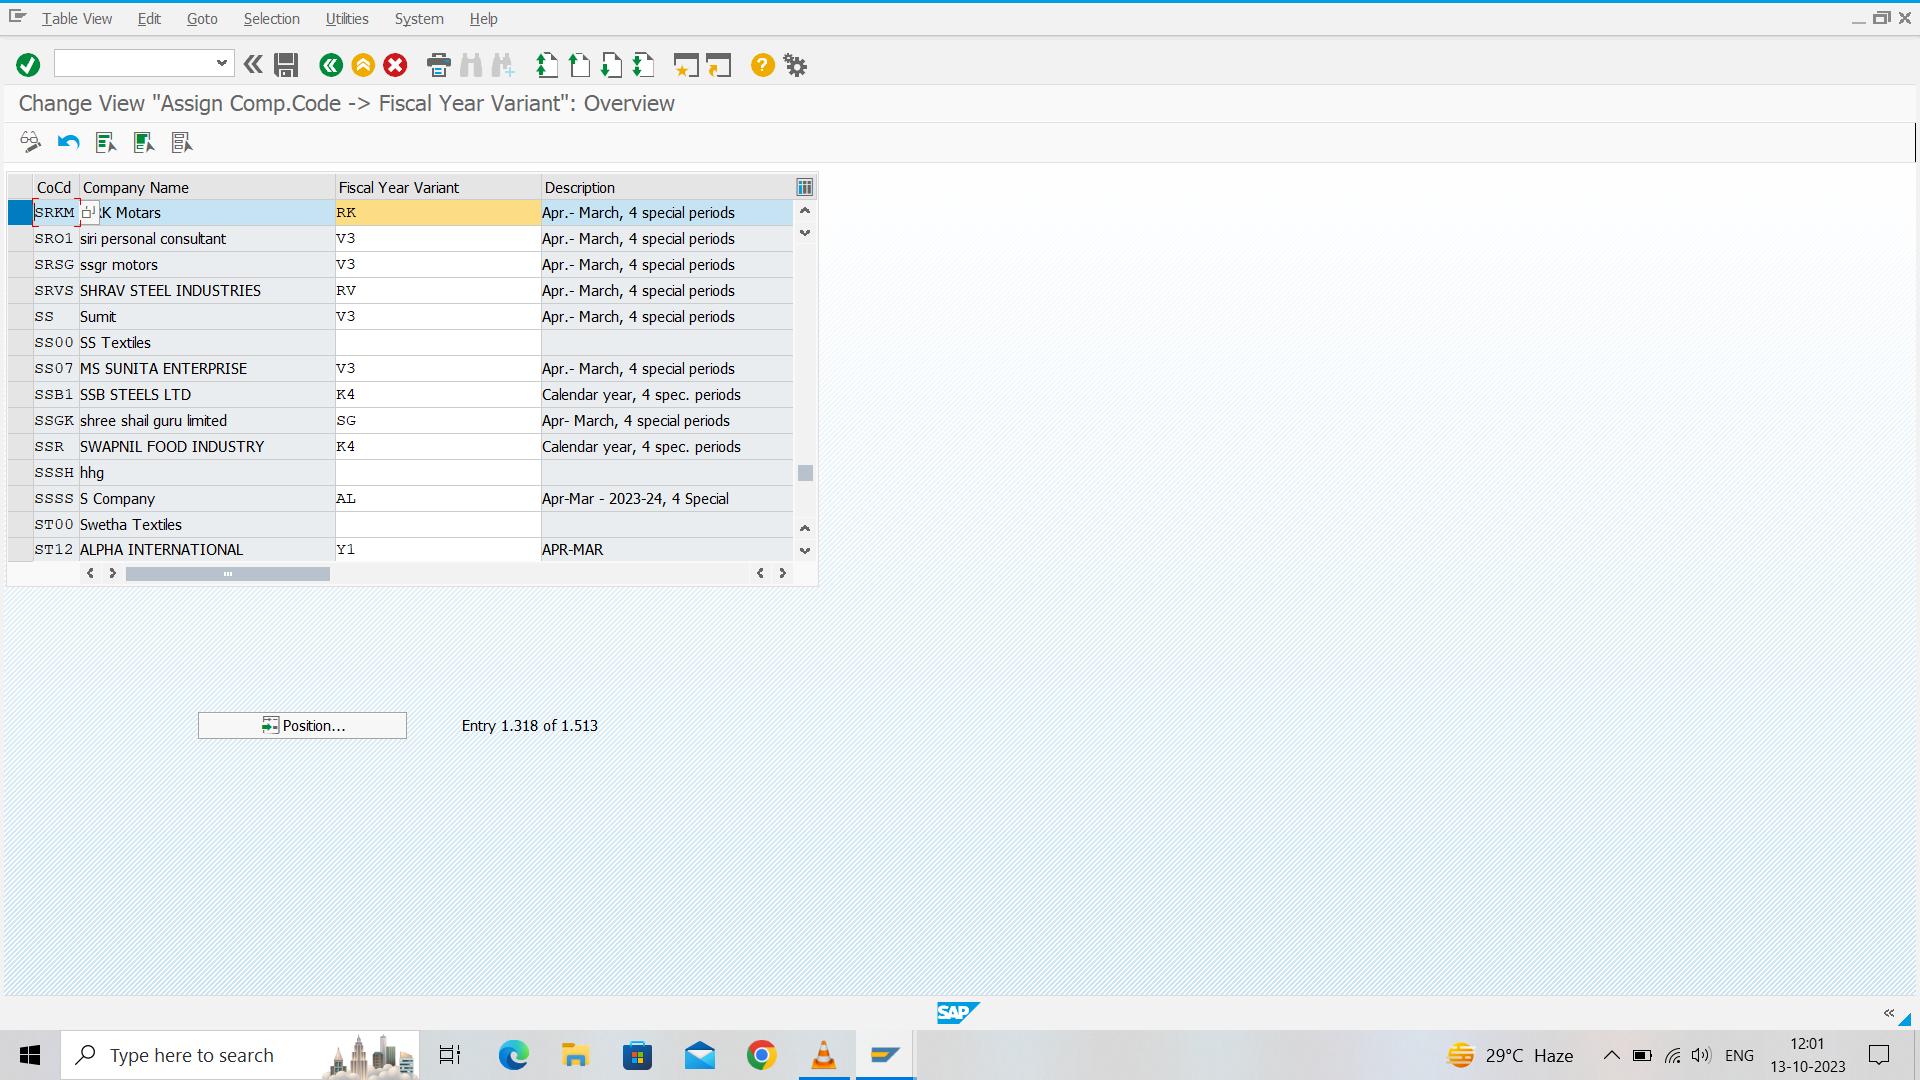 Table View Edit Goto Selection Utilities System Help
Change View "Assign Comp.Code -> Fiscal Year Variant": Overview
CoCd Company Name Fiscal Year Variant Description
SRKM K Motars RK Apr.- March, 4 special periods
SRO1 siri personal consultant V3 Apr.- March, 4 special periods
SRSG ssgr motors V3 Apr.- March, 4 special periods
SRVS SHRAV STEEL INDUSTRIES RV Apr.- March, 4 special periods
SS Sumit V3 Apr.- March, 4 special periods
SS00 SS Textiles
SS07 MS SUNITA ENTERPRISE V3 Apr.- March, 4 special periods
SSB1 SSB STEELS LTD K4 Calendar year, 4 spec. periods
SSGK shree shail guru limited SG Apr- March, 4 special periods
SSR SWAPNIL FOOD INDUSTRY K4 Calendar year, 4 spec. periods
SSSH hhg
SSSS S Company AL Apr-Mar - 2023-24, 4 Special
ST00 Swetha Textiles
ST12 ALPHA INTERNATIONAL Y1 APR-MAR
Position... Entry 1.318 of 1.513
SAP
Type here to search 29°C Haze ENG 12:01
13-10-2023